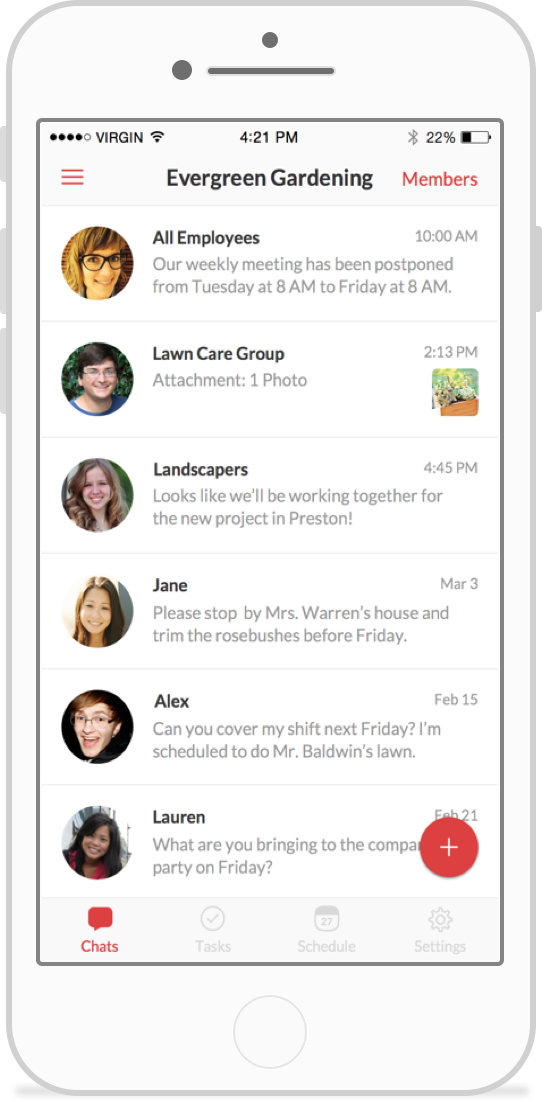 VIRGIN 4:21 PM 22%
Evergreen Gardening Members
All Employees 10:00 AM
Our weekly meeting has been postponed
from Tuesday at 8 AM to Friday at 8 AM.
Lawn Care Group 2:13 PM
Attachment: 1 Photo
Landscapers 4:45 PM
Looks like we'll be working together for
the new project in Preston!
Jane Mar 3
Please stop by Mrs. Warren's house and
trim the rosebushes before Friday.
Alex Feb 15
Can you cover my shift next Friday? I'm
scheduled to do Mr. Baldwin's lawn.
Lauren Feb 21
What are you bringing to the
party on Friday?
27
Chats Tasks Schedule Settings